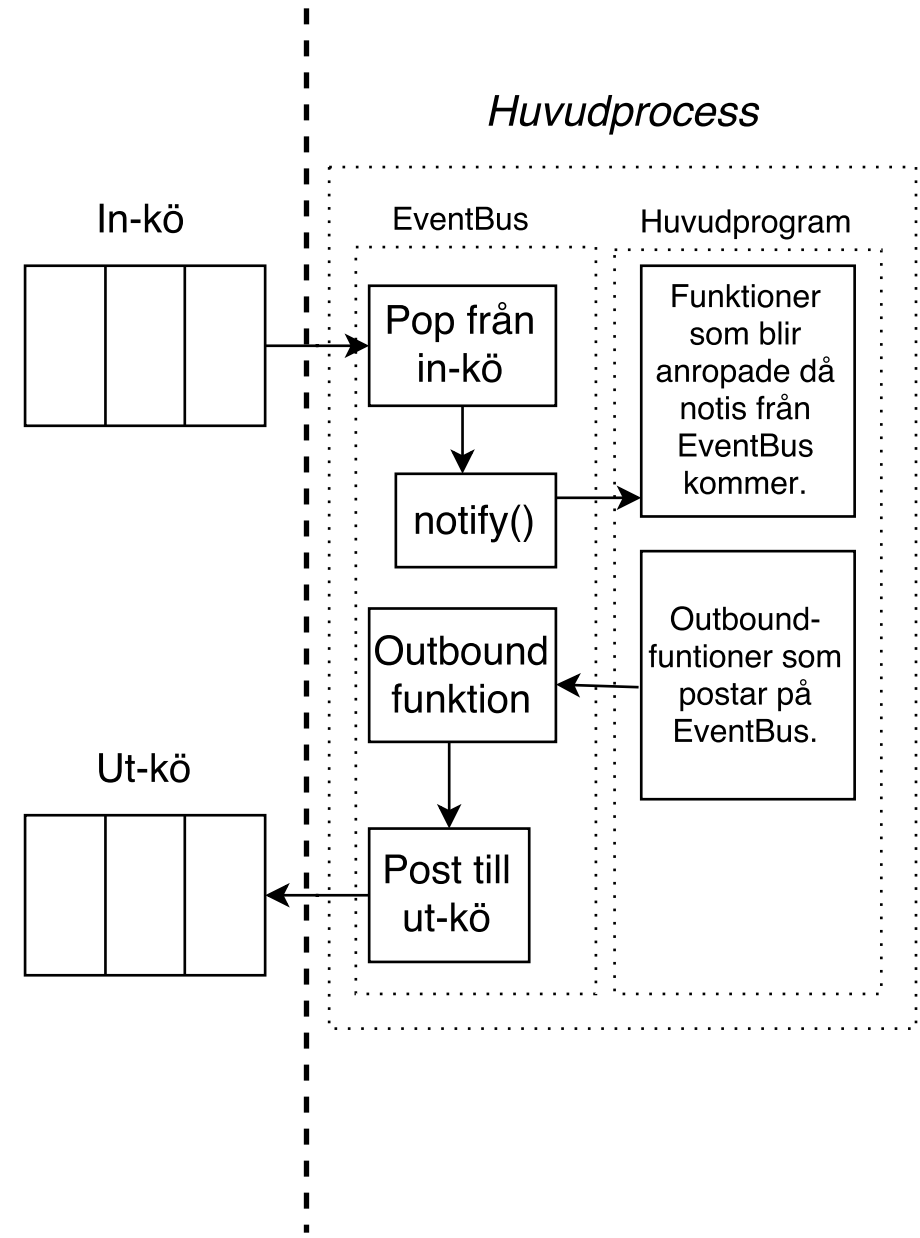 Huvudprocess
In-kö
EventBus
Huvudprogram
Pop från
in-kö
notify()
Funktioner
som blir
anropade då
notis från
EventBus
kommer.
Outbound
funktion
Outbound-
funtioner som
postar på
EventBus.
Ut-kö
Post till
ut-kö